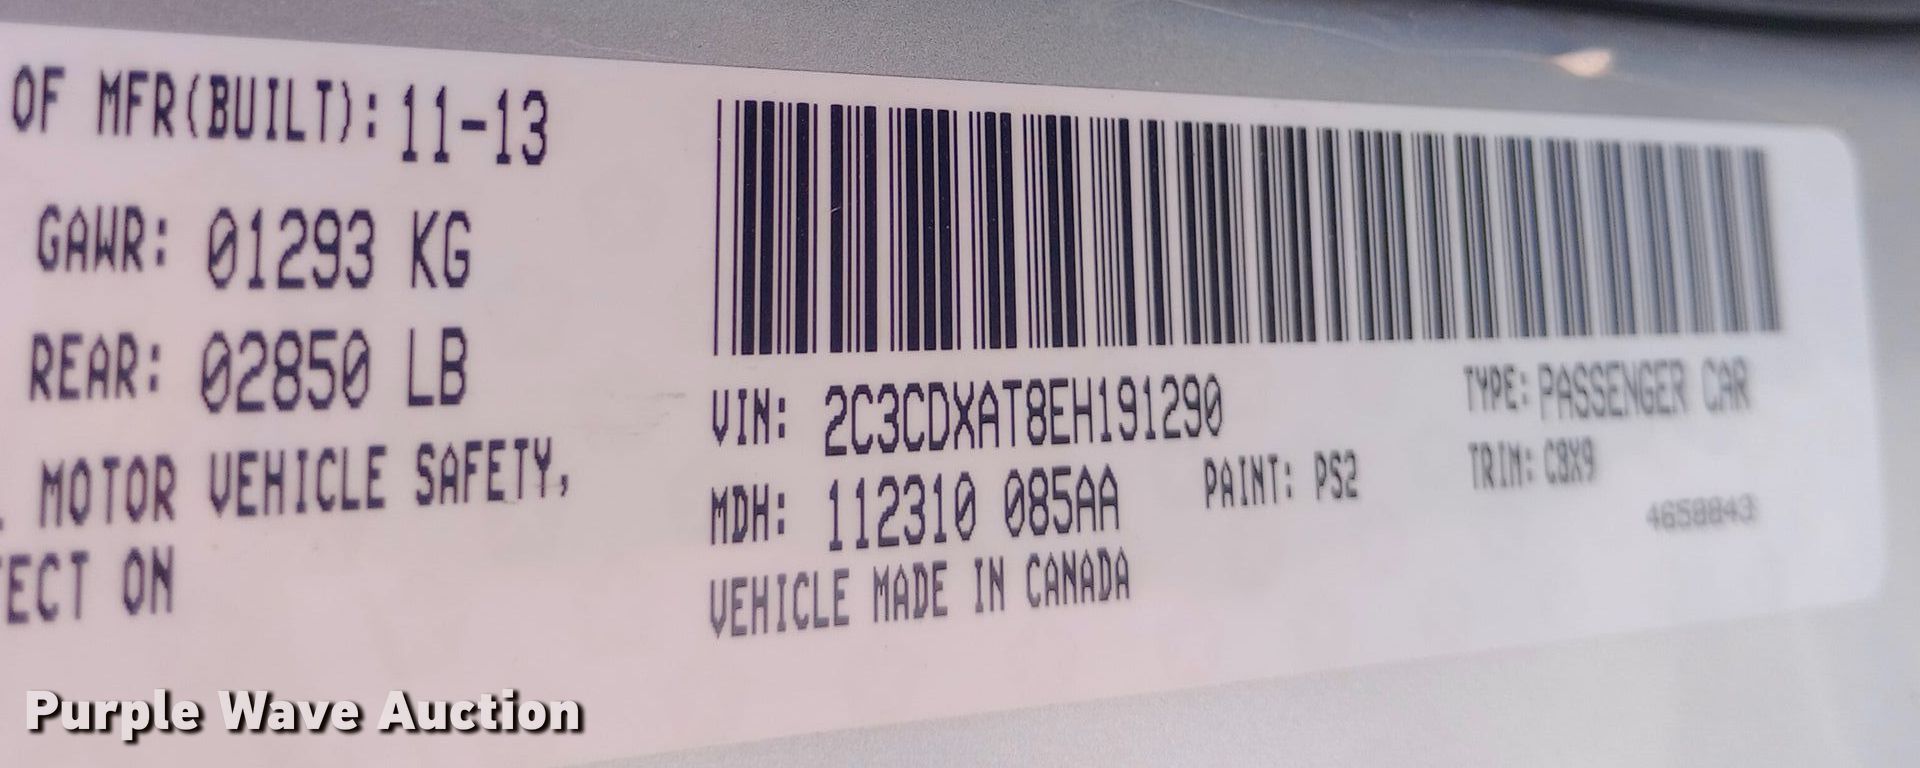 OF MFR(BUILT): 11-13
GAWR: 01293 KG
REAR: 02850 LB
. MOTOR VEHICLE SAFETY,
ECT ON
VIN: 2C3CDXAT8EH191290 TYPE: PASSENGER CAR
MDH: 112310 085AA PAINT: PS2 TRIM: C8X9
4658843
VEHICLE MADE IN CANADA
Purple Wave Auction